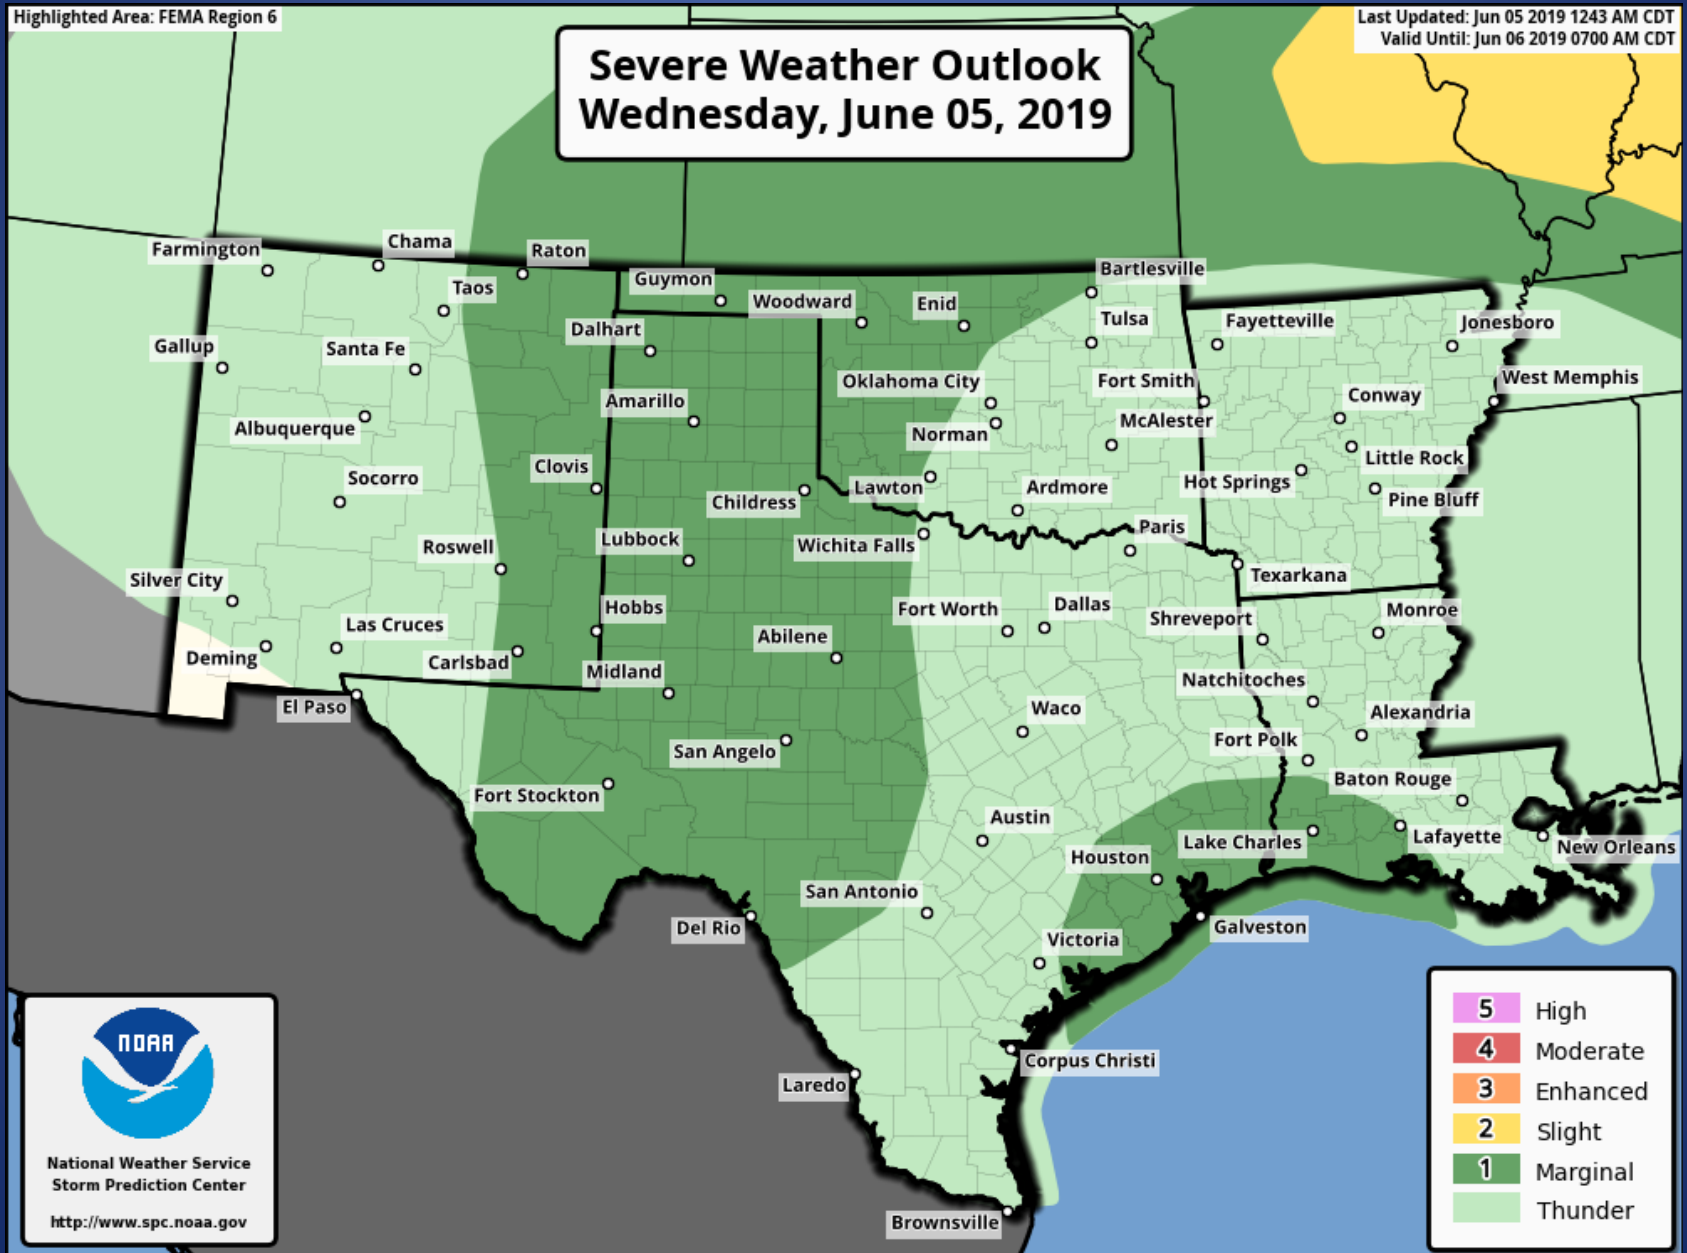 Highlighted Area: FEMA Region 6
Last Updated: Jun 05 2019 1243 AM CDT
Valid Until: Jun 06 2019 0700 AM CDT
Severe Weather Outlook
Wednesday, June 05, 2019
Farmington
Chama
Raton
Taos
Guymon
Woodward
Enid
Bartlesville
Dalhart
Tulsa
Fayetteville
Jonesboro
Gallup
Santa Fe
Oklahoma City
Fort Smith
West Memphis
Amarillo
Conway
Albuquerque
Norman
McAlester
Little Rock
Clovis
Socorro
Childress
Lawton
Ardmore
Hot Springs
Pine Bluff
Roswell
Lubbock
Wichita Falls
Paris
Silver City
Texarkana
Hobbs
Fort Worth
Dallas
Shreveport
Monroe
Las Cruces
Abilene
Deming
Carlsbad
Midland
Natchitoches
El Paso
Waco
Alexandria
San Angelo
Fort Polk
Fort Stockton
Baton Rouge
Austin
Houston
Lake Charles
Lafayette
New Orleans
San Antonio
Del Rio
Victoria
Galveston
Corpus Christi
Laredo
Brownsville
NOAA
National Weather Service
Storm Prediction Center
http://www.spc.noaa.gov
5 High
4 Moderate
3 Enhanced
2 Slight
1 Marginal
Thunder